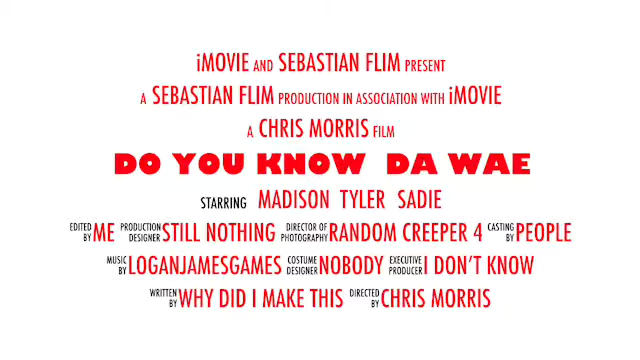 iMOVIE AND SEBASTIAN FLIM PRESENT
A SEBASTIAN FLIM PRODUCTION IN ASSOCIATION WITH iMOVIE
A CHRIS MORRIS FILM
DO YOU KNOW DA WAE
STARRING MADISON TYLER SADIE
EDITED BY ME PRODUCTION DESIGNER STILL NOTHING DIRECTOR OF PHOTOGRAPHY RANDOM CREEPER 4 CASTING BY PEOPLE
MUSIC BY LOGANJAMESGAMES COSTUME DESIGNER NOBODY EXECUTIVE PRODUCER I DON'T KNOW
WRITTEN BY WHY DID I MAKE THIS DIRECTED BY CHRIS MORRIS